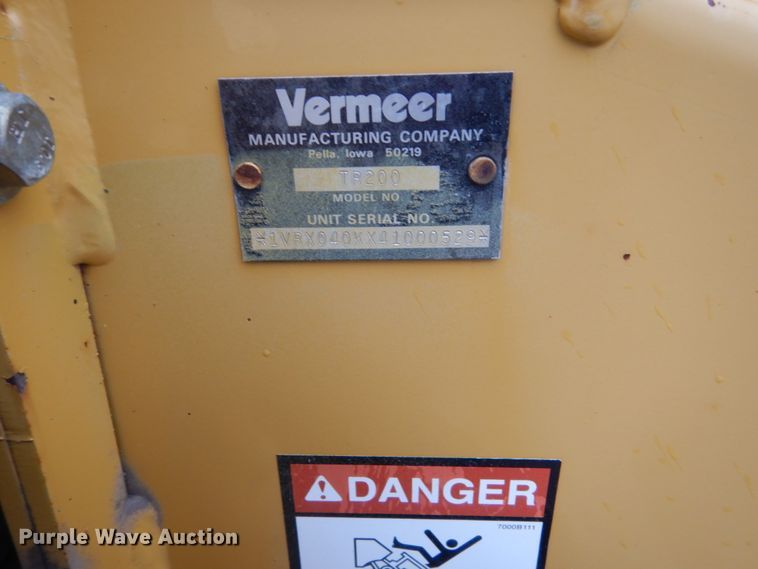 Vermeer
MANUFACTURING COMPANY
Pella, Iowa 50219
TR200
MODEL NO
UNIT SERIAL NO.
*1VRX040XX41000529*
DANGER
7000B111
Purple Wave Auction